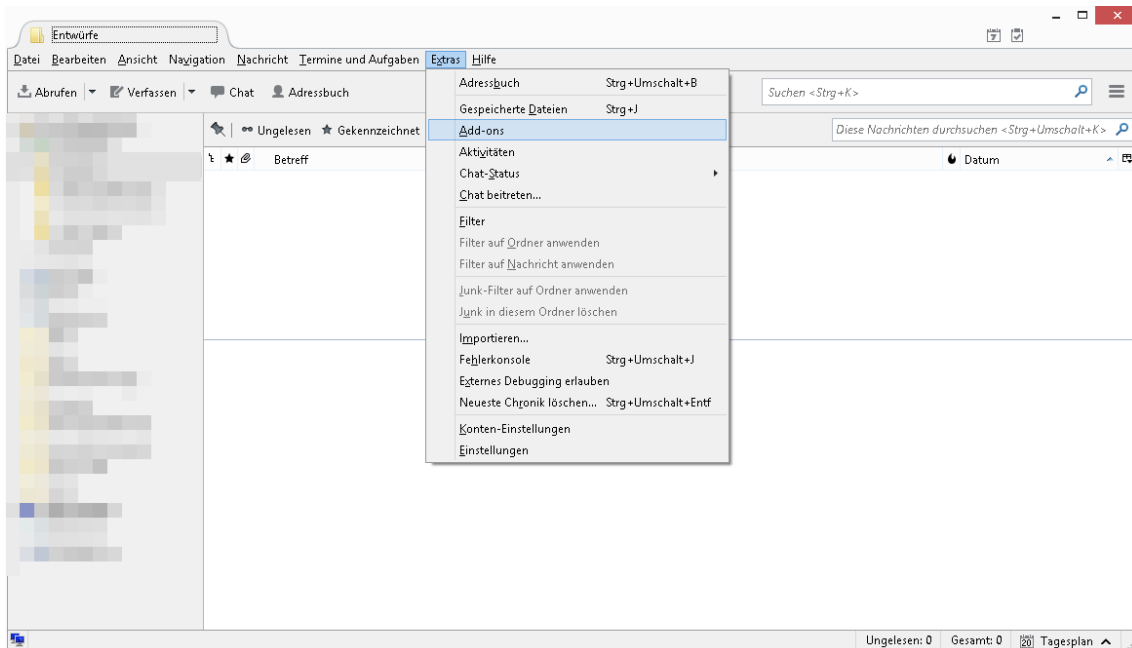 Entwürfe
7
Datei Bearbeiten Ansicht Navigation Nachricht Termine und Aufgaben Extras Hilfe
Abrufen Verfassen Chat Adressbuch
Suchen <Strg+K>
Ungelesen Gekennzeichnet
Diese Nachrichten durchsuchen <Strg+Umschalt+K>
Betreff
Datum
Adressbuch Strg+Umschalt+B
Gespeicherte Dateien Strg+J
Add-ons
Aktivitäten
Chat-Status
Chat beitreten...
Filter
Filter auf Ordner anwenden
Filter auf Nachricht anwenden
Junk-Filter auf Ordner anwenden
Junk in diesem Ordner löschen
Importieren...
Fehlerkonsole Strg+Umschalt+J
Externes Debugging erlauben
Neueste Chronik löschen... Strg+Umschalt+Entf
Konten-Einstellungen
Einstellungen
Ungelesen: 0 Gesamt: 0 20 Tagesplan